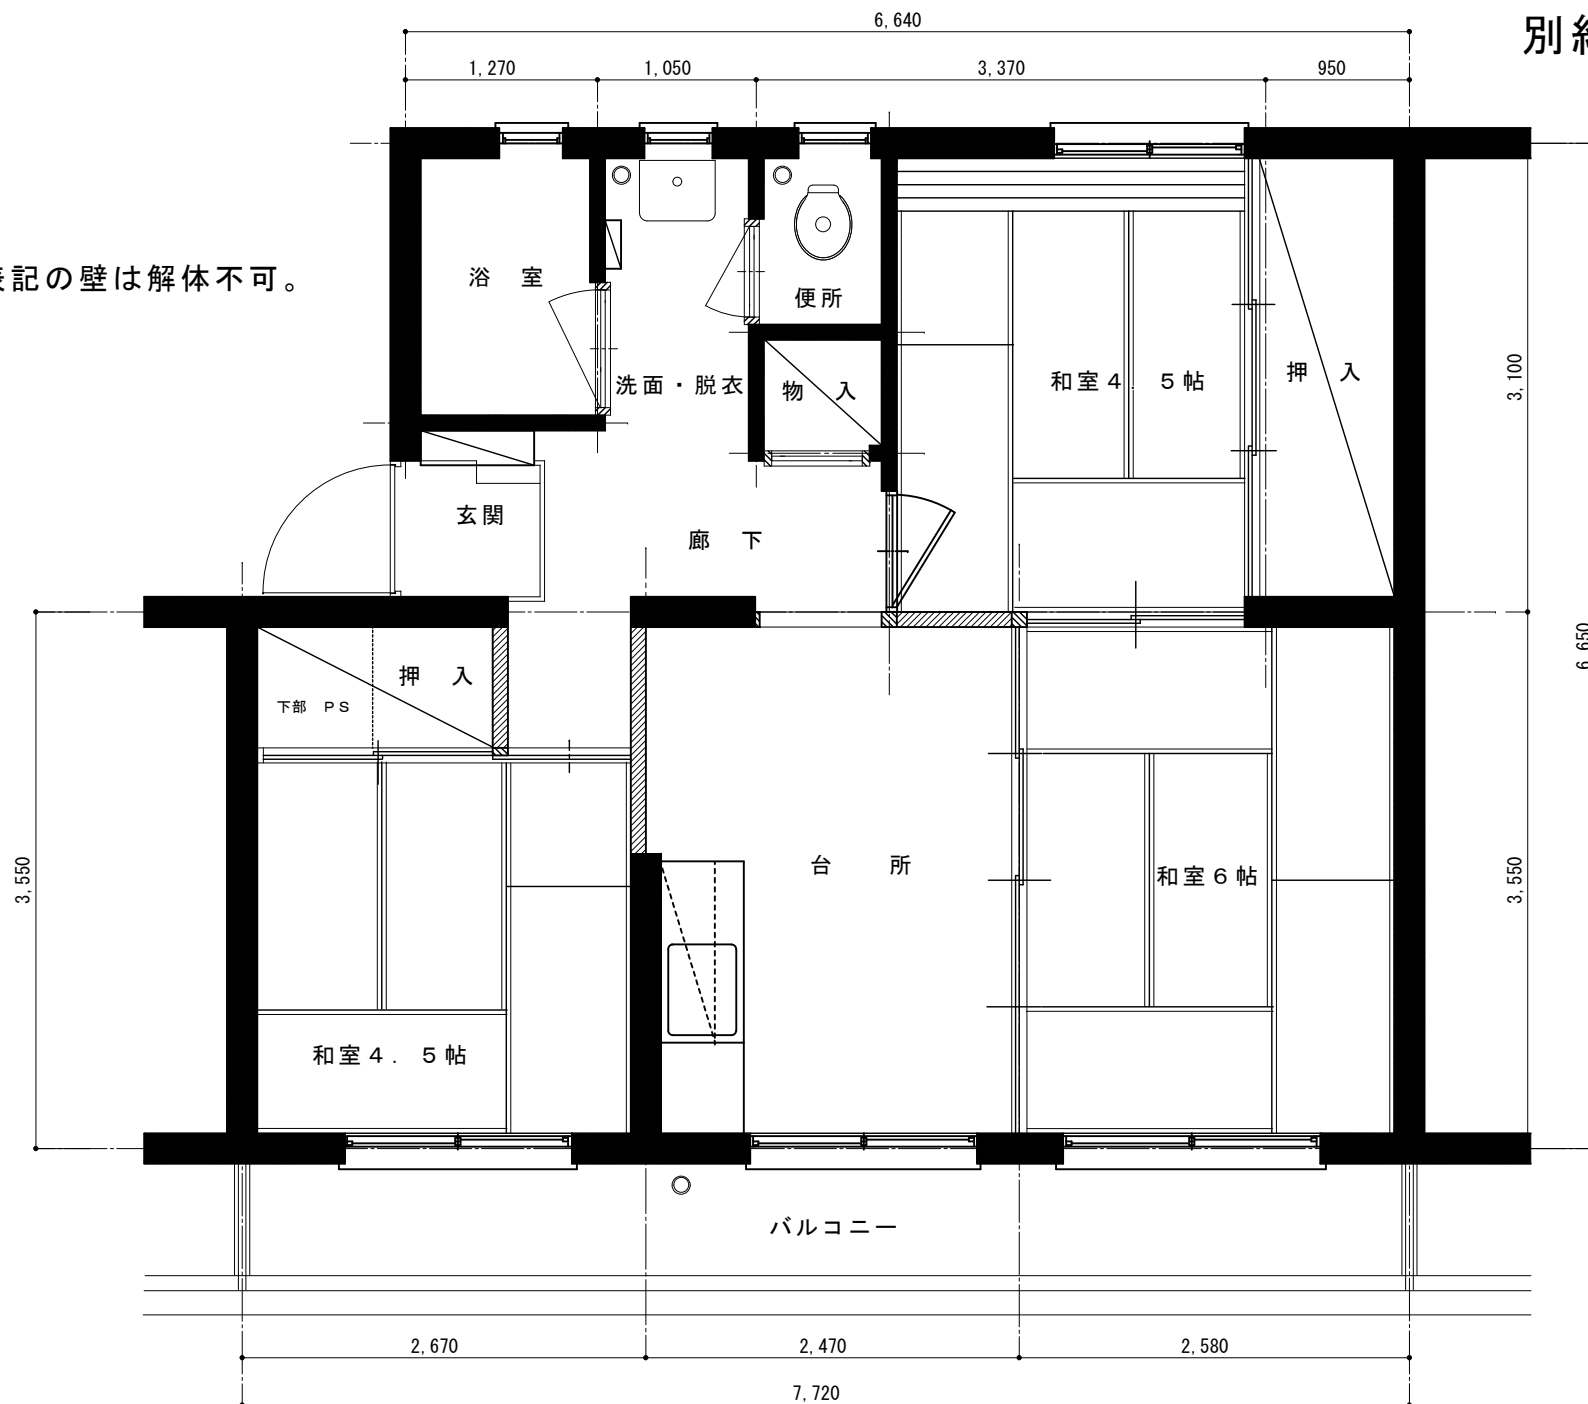 6,640
別
1,270
1,050
3,370
950
記の壁は解体不可。
浴室
便所
洗面・脱衣
物入
和室4.5帖
押入
3,100
玄関
廊下
6,650
押入
下部 PS
3,550
台所
和室6帖
3,550
和室4.5帖
バルコニー
2,670
2,470
2,580
7,720